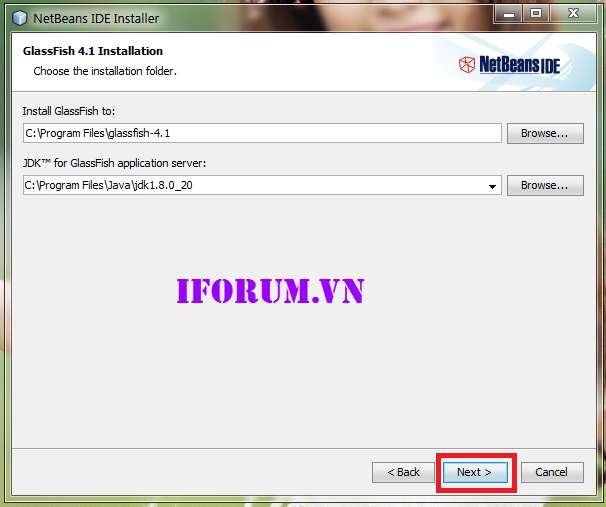 NetBeans IDE Installer
GlassFish 4.1 Installation
Choose the installation folder.
NetBeans IDE
Install GlassFish to:
C:\Program Files\glassfish-4.1
Browse...
JDK™ for GlassFish application server:
C:\Program Files\Java\jdk1.8.0_20
Browse...
IFORUM.VN
< Back
Next >
Cancel